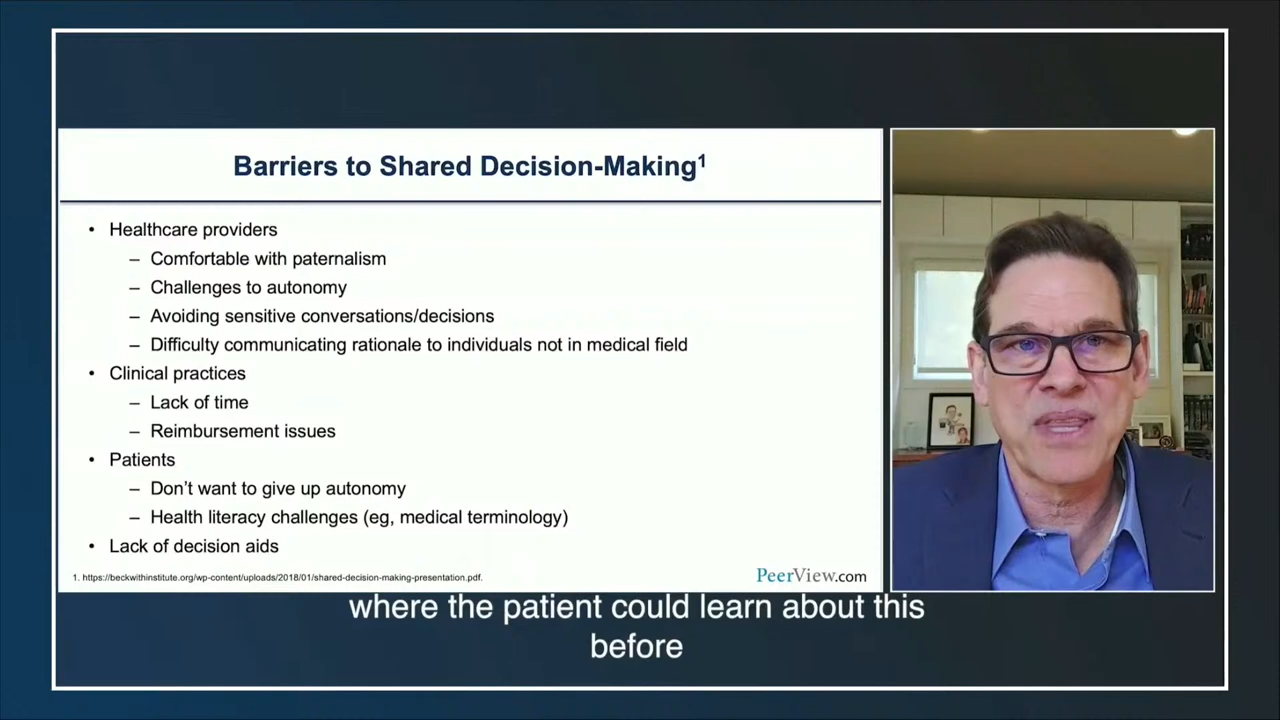 Barriers to Shared Decision-Making¹
• Healthcare providers
– Comfortable with paternalism
– Challenges to autonomy
– Avoiding sensitive conversations/decisions
– Difficulty communicating rationale to individuals not in medical field
• Clinical practices
– Lack of time
– Reimbursement issues
• Patients
– Don’t want to give up autonomy
– Health literacy challenges (eg, medical terminology)
• Lack of decision aids
1. https://beckwithinstitute.org/wp-content/uploads/2018/01/shared-decision-making-presentation.pdf.
PeerView.com
where the patient could learn about this
before